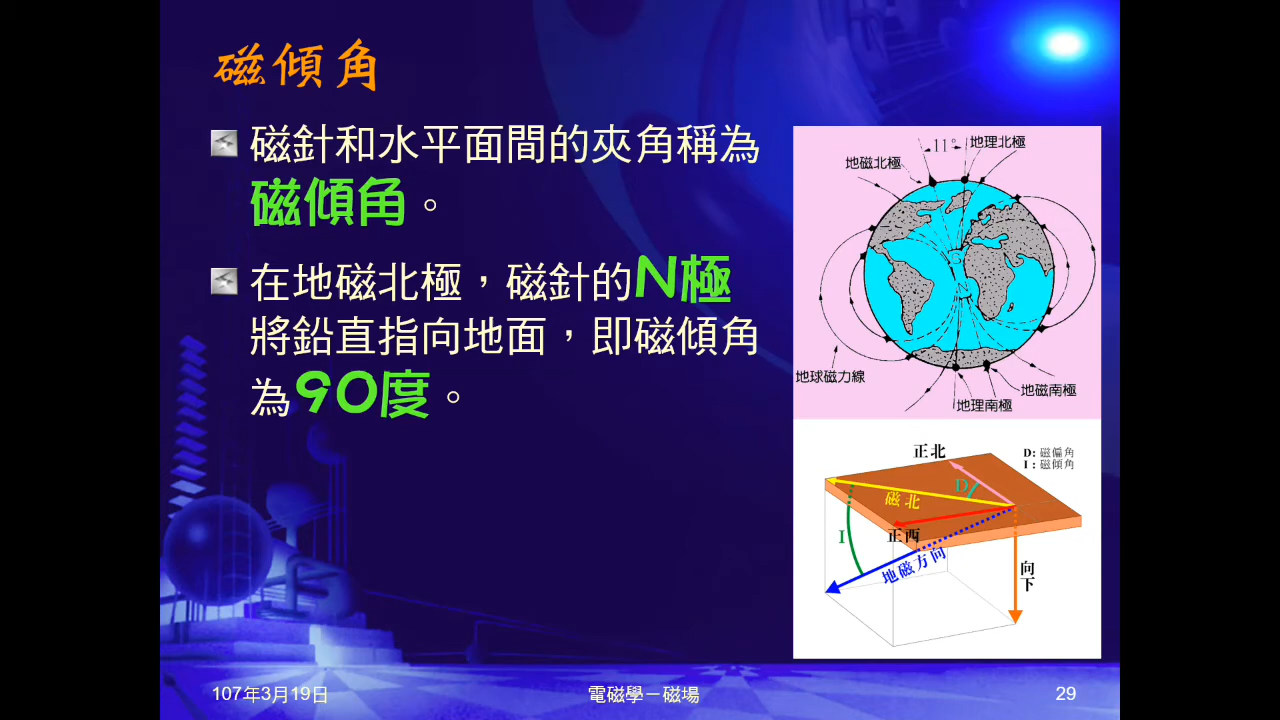 磁傾角
磁針和水平面間的夾角稱為
磁傾角。
在地磁北極，磁針的N極
將鉛直指向地面，即磁傾角
為90度。
11°
地理北極
地磁北極
S
N
地球磁力線
地磁南極
地理南極
正北
D: 磁偏角
I : 磁傾角
D
磁北
正西
I
地磁方向
向下
107年3月19日
電磁學－磁場
29